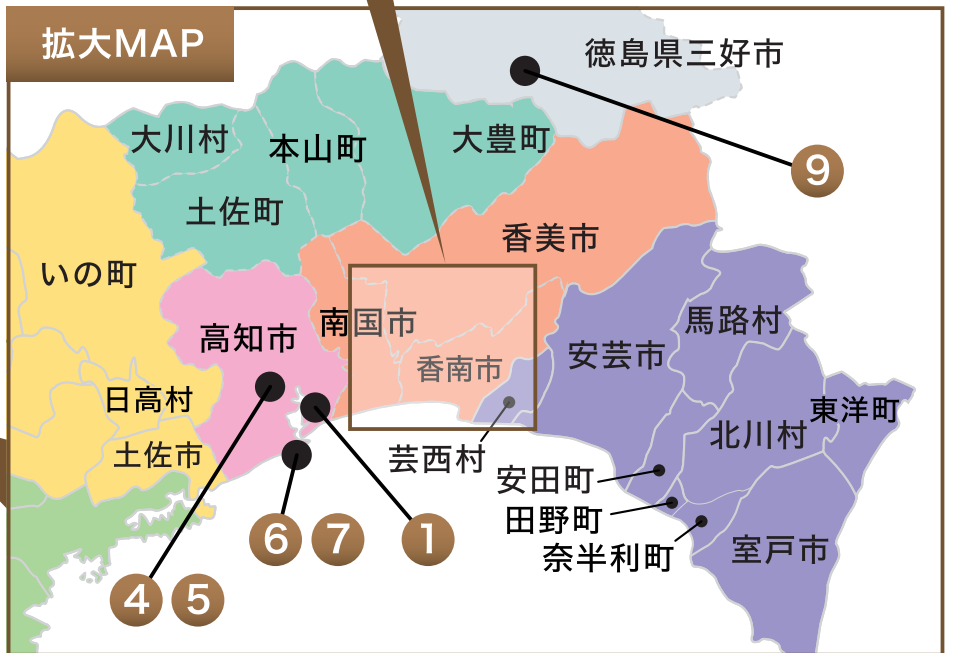 拡大MAP
徳島県三好市
9
大川村
本山町
大豊町
土佐町
香美市
いの町
高知市
南国市
馬路村
安芸市
香南市
日高村
東洋町
北川村
土佐市
芸西村
安田町
田野町
6 7
1
奈半利町
室戸市
4 5